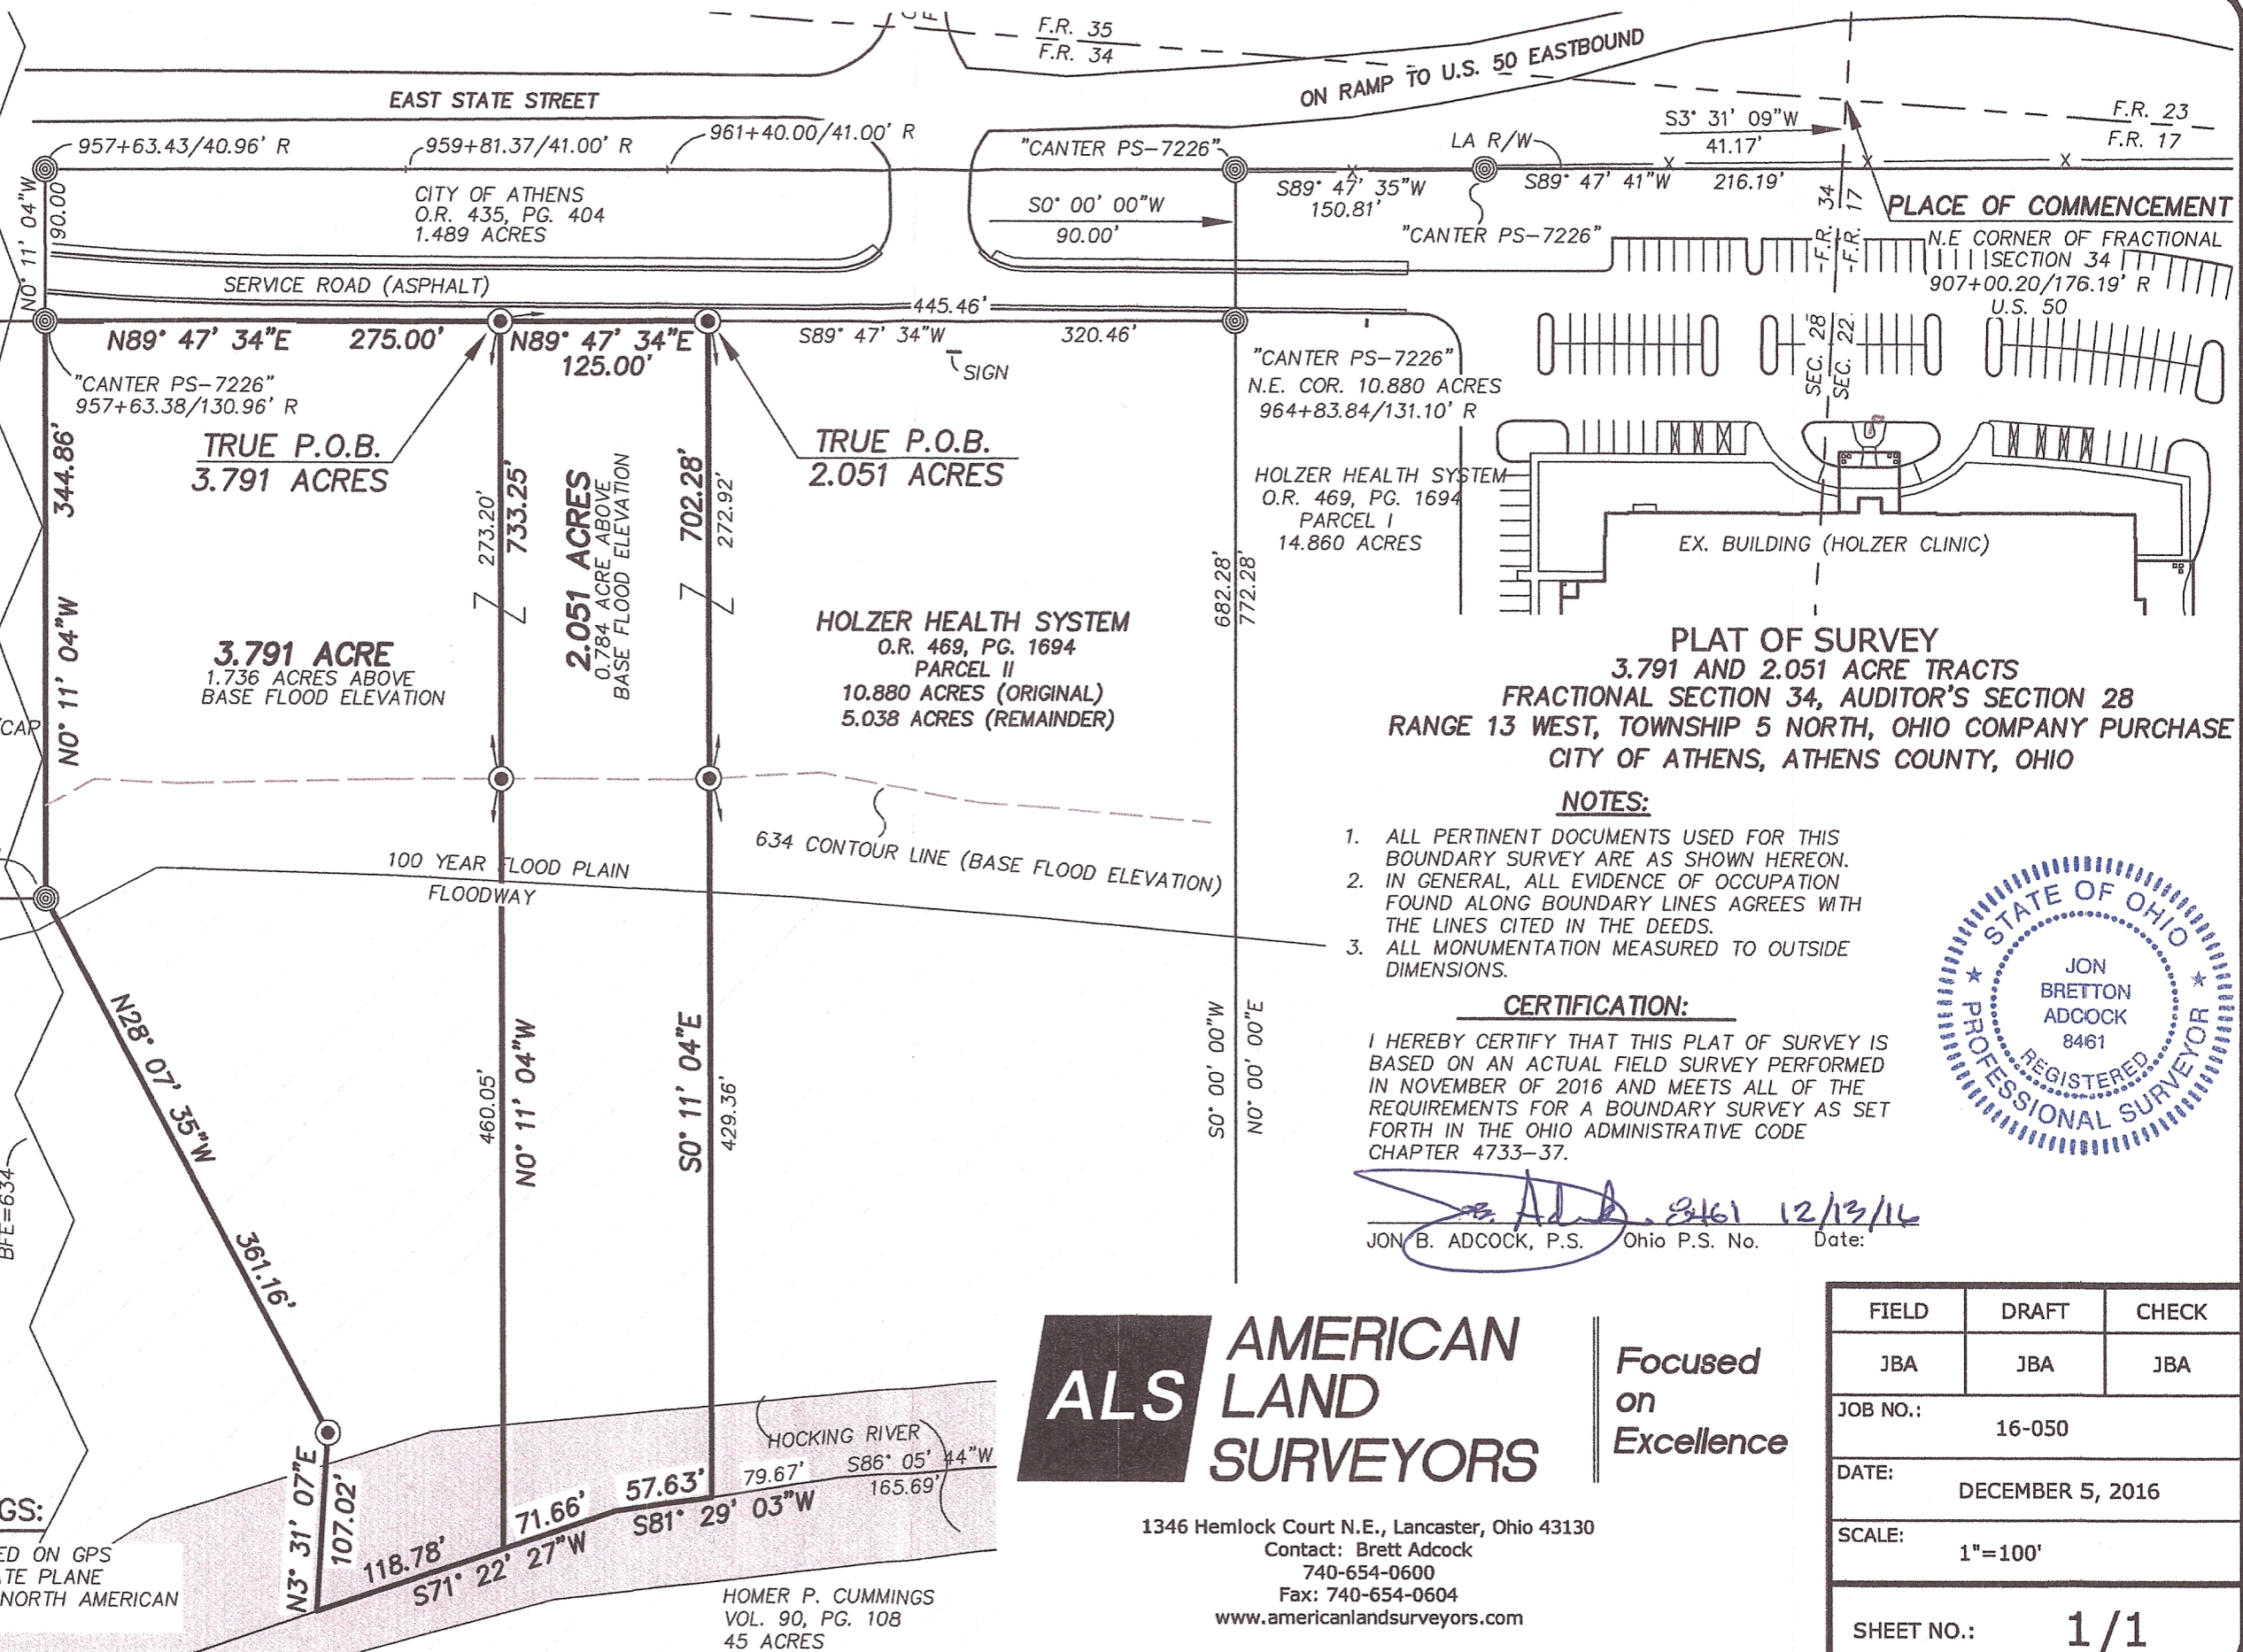 F.R. 35
F.R. 34
ON RAMP TO U.S. 50 EASTBOUND
EAST STATE STREET
957+63.43/40.96' R
959+81.37/41.00' R
961+40.00/41.00' R
"CANTER PS-7226"
LA R/W
S3° 31' 09"W
41.17'
F.R. 23
F.R. 17
N0° 11' 04"W
90.00
CITY OF ATHENS
O.R. 435, PG. 404
1.489 ACRES
S0° 00' 00"W
90.00'
S89° 47' 35"W
150.81'
"CANTER PS-7226"
S89° 47' 41"W 216.19'
F.R. 34
F.R. 17
PLACE OF COMMENCEMENT
N.E CORNER OF FRACTIONAL
SECTION 34
907+00.20/176.19' R
U.S. 50
SERVICE ROAD (ASPHALT)
445.46'
N89° 47' 34"E 275.00'
N89° 47' 34"E
125.00'
S89° 47' 34"W 320.46'
SIGN
"CANTER PS-7226"
957+63.38/130.96' R
"CANTER PS-7226"
N.E. COR. 10.880 ACRES
964+83.84/131.10' R
SEC. 28
SEC. 22
TRUE P.O.B.
3.791 ACRES
TRUE P.O.B.
2.051 ACRES
344.86'
N0° 11' 04"W
273.20'
733.25'
2.051 ACRES
0.784 ACRE ABOVE
BASE FLOOD ELEVATION
702.28'
272.92'
HOLZER HEALTH SYSTEM
O.R. 469, PG. 1694
PARCEL I
14.860 ACRES
EX. BUILDING (HOLZER CLINIC)
682.28'
772.28'
3.791 ACRE
1.736 ACRES ABOVE
BASE FLOOD ELEVATION
HOLZER HEALTH SYSTEM
O.R. 469, PG. 1694
PARCEL II
10.880 ACRES (ORIGINAL)
5.038 ACRES (REMAINDER)
CAP
PLAT OF SURVEY
3.791 AND 2.051 ACRE TRACTS
FRACTIONAL SECTION 34, AUDITOR'S SECTION 28
RANGE 13 WEST, TOWNSHIP 5 NORTH, OHIO COMPANY PURCHASE
CITY OF ATHENS, ATHENS COUNTY, OHIO
634 CONTOUR LINE (BASE FLOOD ELEVATION)
100 YEAR FLOOD PLAIN
FLOODWAY
NOTES:
1. ALL PERTINENT DOCUMENTS USED FOR THIS
BOUNDARY SURVEY ARE AS SHOWN HEREON.
2. IN GENERAL, ALL EVIDENCE OF OCCUPATION
FOUND ALONG BOUNDARY LINES AGREES WITH
THE LINES CITED IN THE DEEDS.
3. ALL MONUMENTATION MEASURED TO OUTSIDE
DIMENSIONS.
STATE OF OHIO
JON
BRETTON
ADCOCK
8461
REGISTERED
PROFESSIONAL SURVEYOR
CERTIFICATION:
I HEREBY CERTIFY THAT THIS PLAT OF SURVEY IS
BASED ON AN ACTUAL FIELD SURVEY PERFORMED
IN NOVEMBER OF 2016 AND MEETS ALL OF THE
REQUIREMENTS FOR A BOUNDARY SURVEY AS SET
FORTH IN THE OHIO ADMINISTRATIVE CODE
CHAPTER 4733-37.
8461 12/13/16
JON B. ADCOCK, P.S. Ohio P.S. No. Date:
N28° 07' 35"W
361.16'
460.05'
N0° 11' 04"W
S0° 11' 04"E
429.36'
S0° 00' 00"W
N0° 00' 00"E
BFE=634
HOCKING RIVER
N3° 31' 07"E
107.02'
118.78'
71.66'
S71° 22' 27"W
57.63'
79.67'
S81° 29' 03"W
S86° 05' 44"W
165.69'
GS:
ED ON GPS
TE PLANE
NORTH AMERICAN
HOMER P. CUMMINGS
VOL. 90, PG. 108
45 ACRES
ALS
AMERICAN
LAND
SURVEYORS
Focused
on
Excellence
1346 Hemlock Court N.E., Lancaster, Ohio 43130
Contact: Brett Adcock
740-654-0600
Fax: 740-654-0604
www.americanlandsurveyors.com
FIELD DRAFT CHECK
JBA JBA JBA
JOB NO.:
16-050
DATE:
DECEMBER 5, 2016
SCALE:
1"=100'
SHEET NO.: 1/1